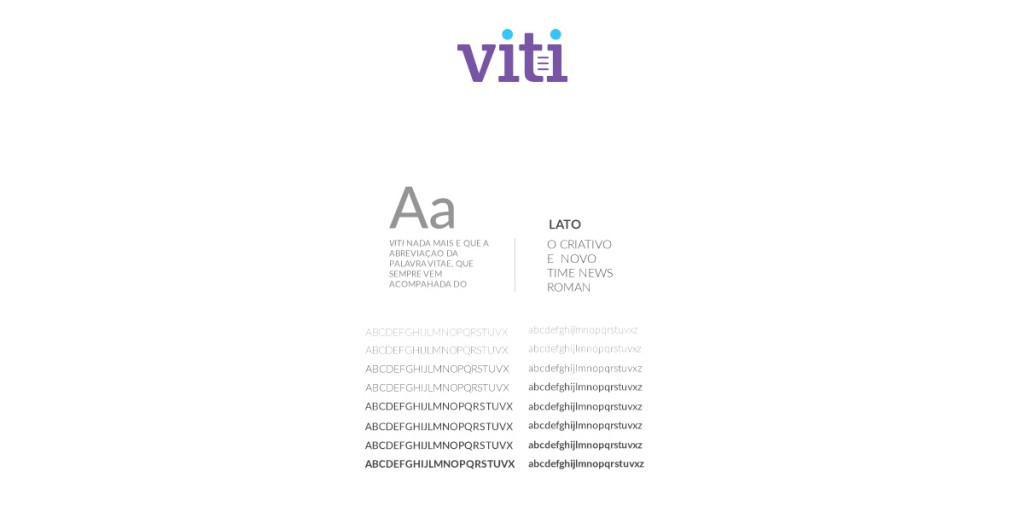 viti
Aa
VITI NADA MAIS E QUE A
ABREVIAÇAO DA
PALAVRA VITAE, QUE
SEMPRE VEM
ACOMPAHADA DO
LATO
O CRIATIVO
E NOVO
TIME NEWS
ROMAN
ABCDEFGHIJLMNOPQRSTUVX
ABCDEFGHIJLMNOPQRSTUVX
ABCDEFGHIJLMNOPQRSTUVX
ABCDEFGHIJLMNOPQRSTUVX
ABCDEFGHIJLMNOPQRSTUVX
ABCDEFGHIJLMNOPQRSTUVX
ABCDEFGHIJLMNOPQRSTUVX
ABCDEFGHIJLMNOPQRSTUVX
abcdefghijlmnopqrstuvxz
abcdefghijlmnopqrstuvxz
abcdefghijlmnopqrstuvxz
abcdefghijlmnopqrstuvxz
abcdefghijlmnopqrstuvxz
abcdefghijlmnopqrstuvxz
abcdefghijlmnopqrstuvxz
abcdefghijlmnopqrstuvxz